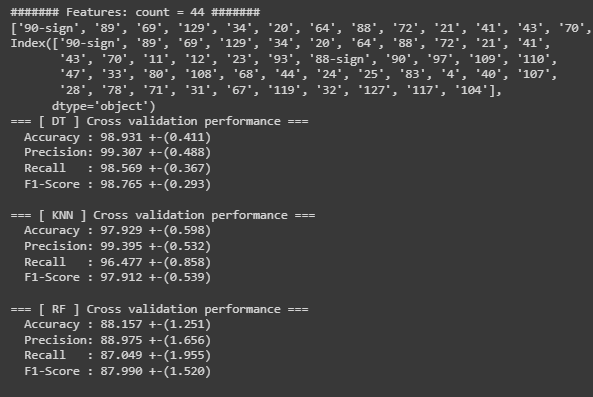 ####### Features: count = 44 #######
['90-sign', '89', '69', '129', '34', '20', '64', '88', '72', '21', '41', '43', '70',
Index(['90-sign', '89', '69', '129', '34', '20', '64', '88', '72', '21', '41',
'43', '70', '11', '12', '23', '93', '88-sign', '90', '97', '109', '110',
'47', '33', '80', '108', '68', '44', '24', '25', '83', '4', '40', '107',
'28', '78', '71', '31', '67', '119', '32', '127', '117', '104'],
dtype='object')
=== [ DT ] Cross validation performance ===
Accuracy : 98.931 +-(0.411)
Precision: 99.307 +-(0.488)
Recall : 98.569 +-(0.367)
F1-Score : 98.765 +-(0.293)
=== [ KNN ] Cross validation performance ===
Accuracy : 97.929 +-(0.598)
Precision: 99.395 +-(0.532)
Recall : 96.477 +-(0.858)
F1-Score : 97.912 +-(0.539)
=== [ RF ] Cross validation performance ===
Accuracy : 88.157 +-(1.251)
Precision: 88.975 +-(1.656)
Recall : 87.049 +-(1.955)
F1-Score : 87.990 +-(1.520)